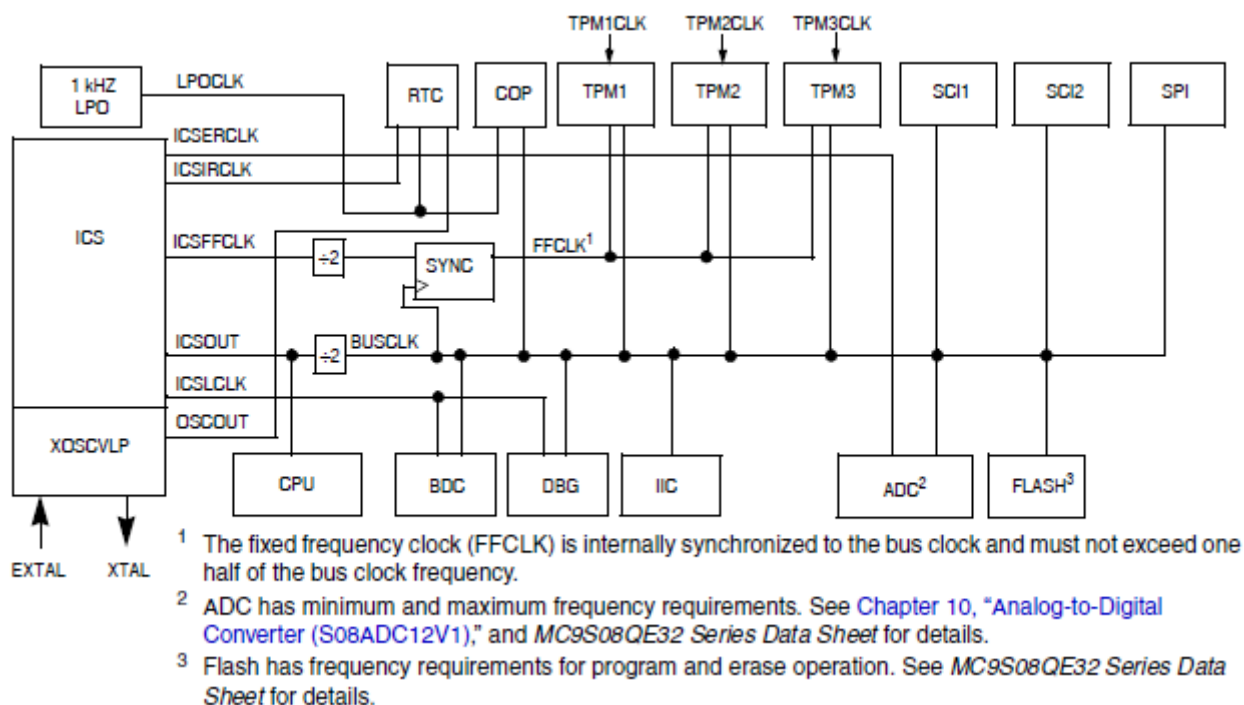 TPM1CLK TPM2CLK TPM3CLK
1 kHZ
LPO
LPOCLK
RTC COP TPM1 TPM2 TPM3 SCI1 SCI2 SPI
ICSERCLK
ICSIRCLK
ICS
ICSFFCLK
÷2
SYNC
FFCLK1
ICSOUT
÷2
BUSCLK
ICSLCLK
OSCOUT
XOSCVLP
CPU BDC DBG IIC ADC2 FLASH3
EXTAL XTAL
1 The fixed frequency clock (FFCLK) is internally synchronized to the bus clock and must not exceed one
half of the bus clock frequency.
2 ADC has minimum and maximum frequency requirements. See Chapter 10, “Analog-to-Digital
Converter (S08ADC12V1),” and MC9S08QE32 Series Data Sheet for details.
3 Flash has frequency requirements for program and erase operation. See MC9S08QE32 Series Data
Sheet for details.